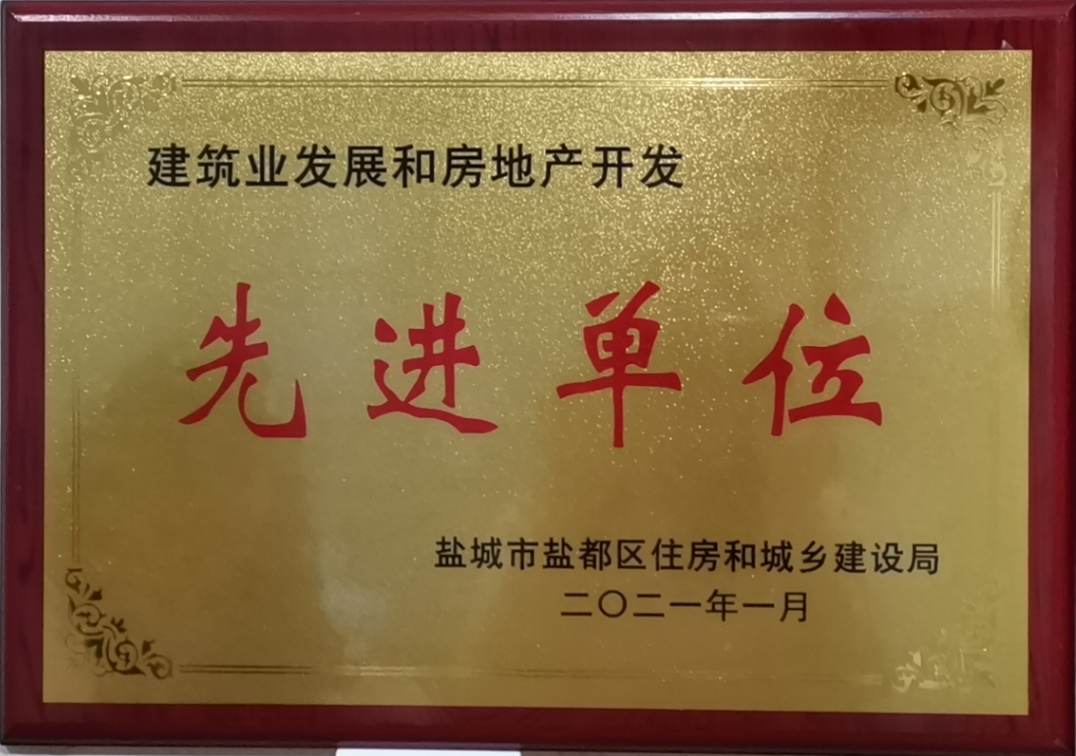 建筑业发展和房地产开发
先进单位
盐城市盐都区住房和城乡建设局
二〇二一年一月